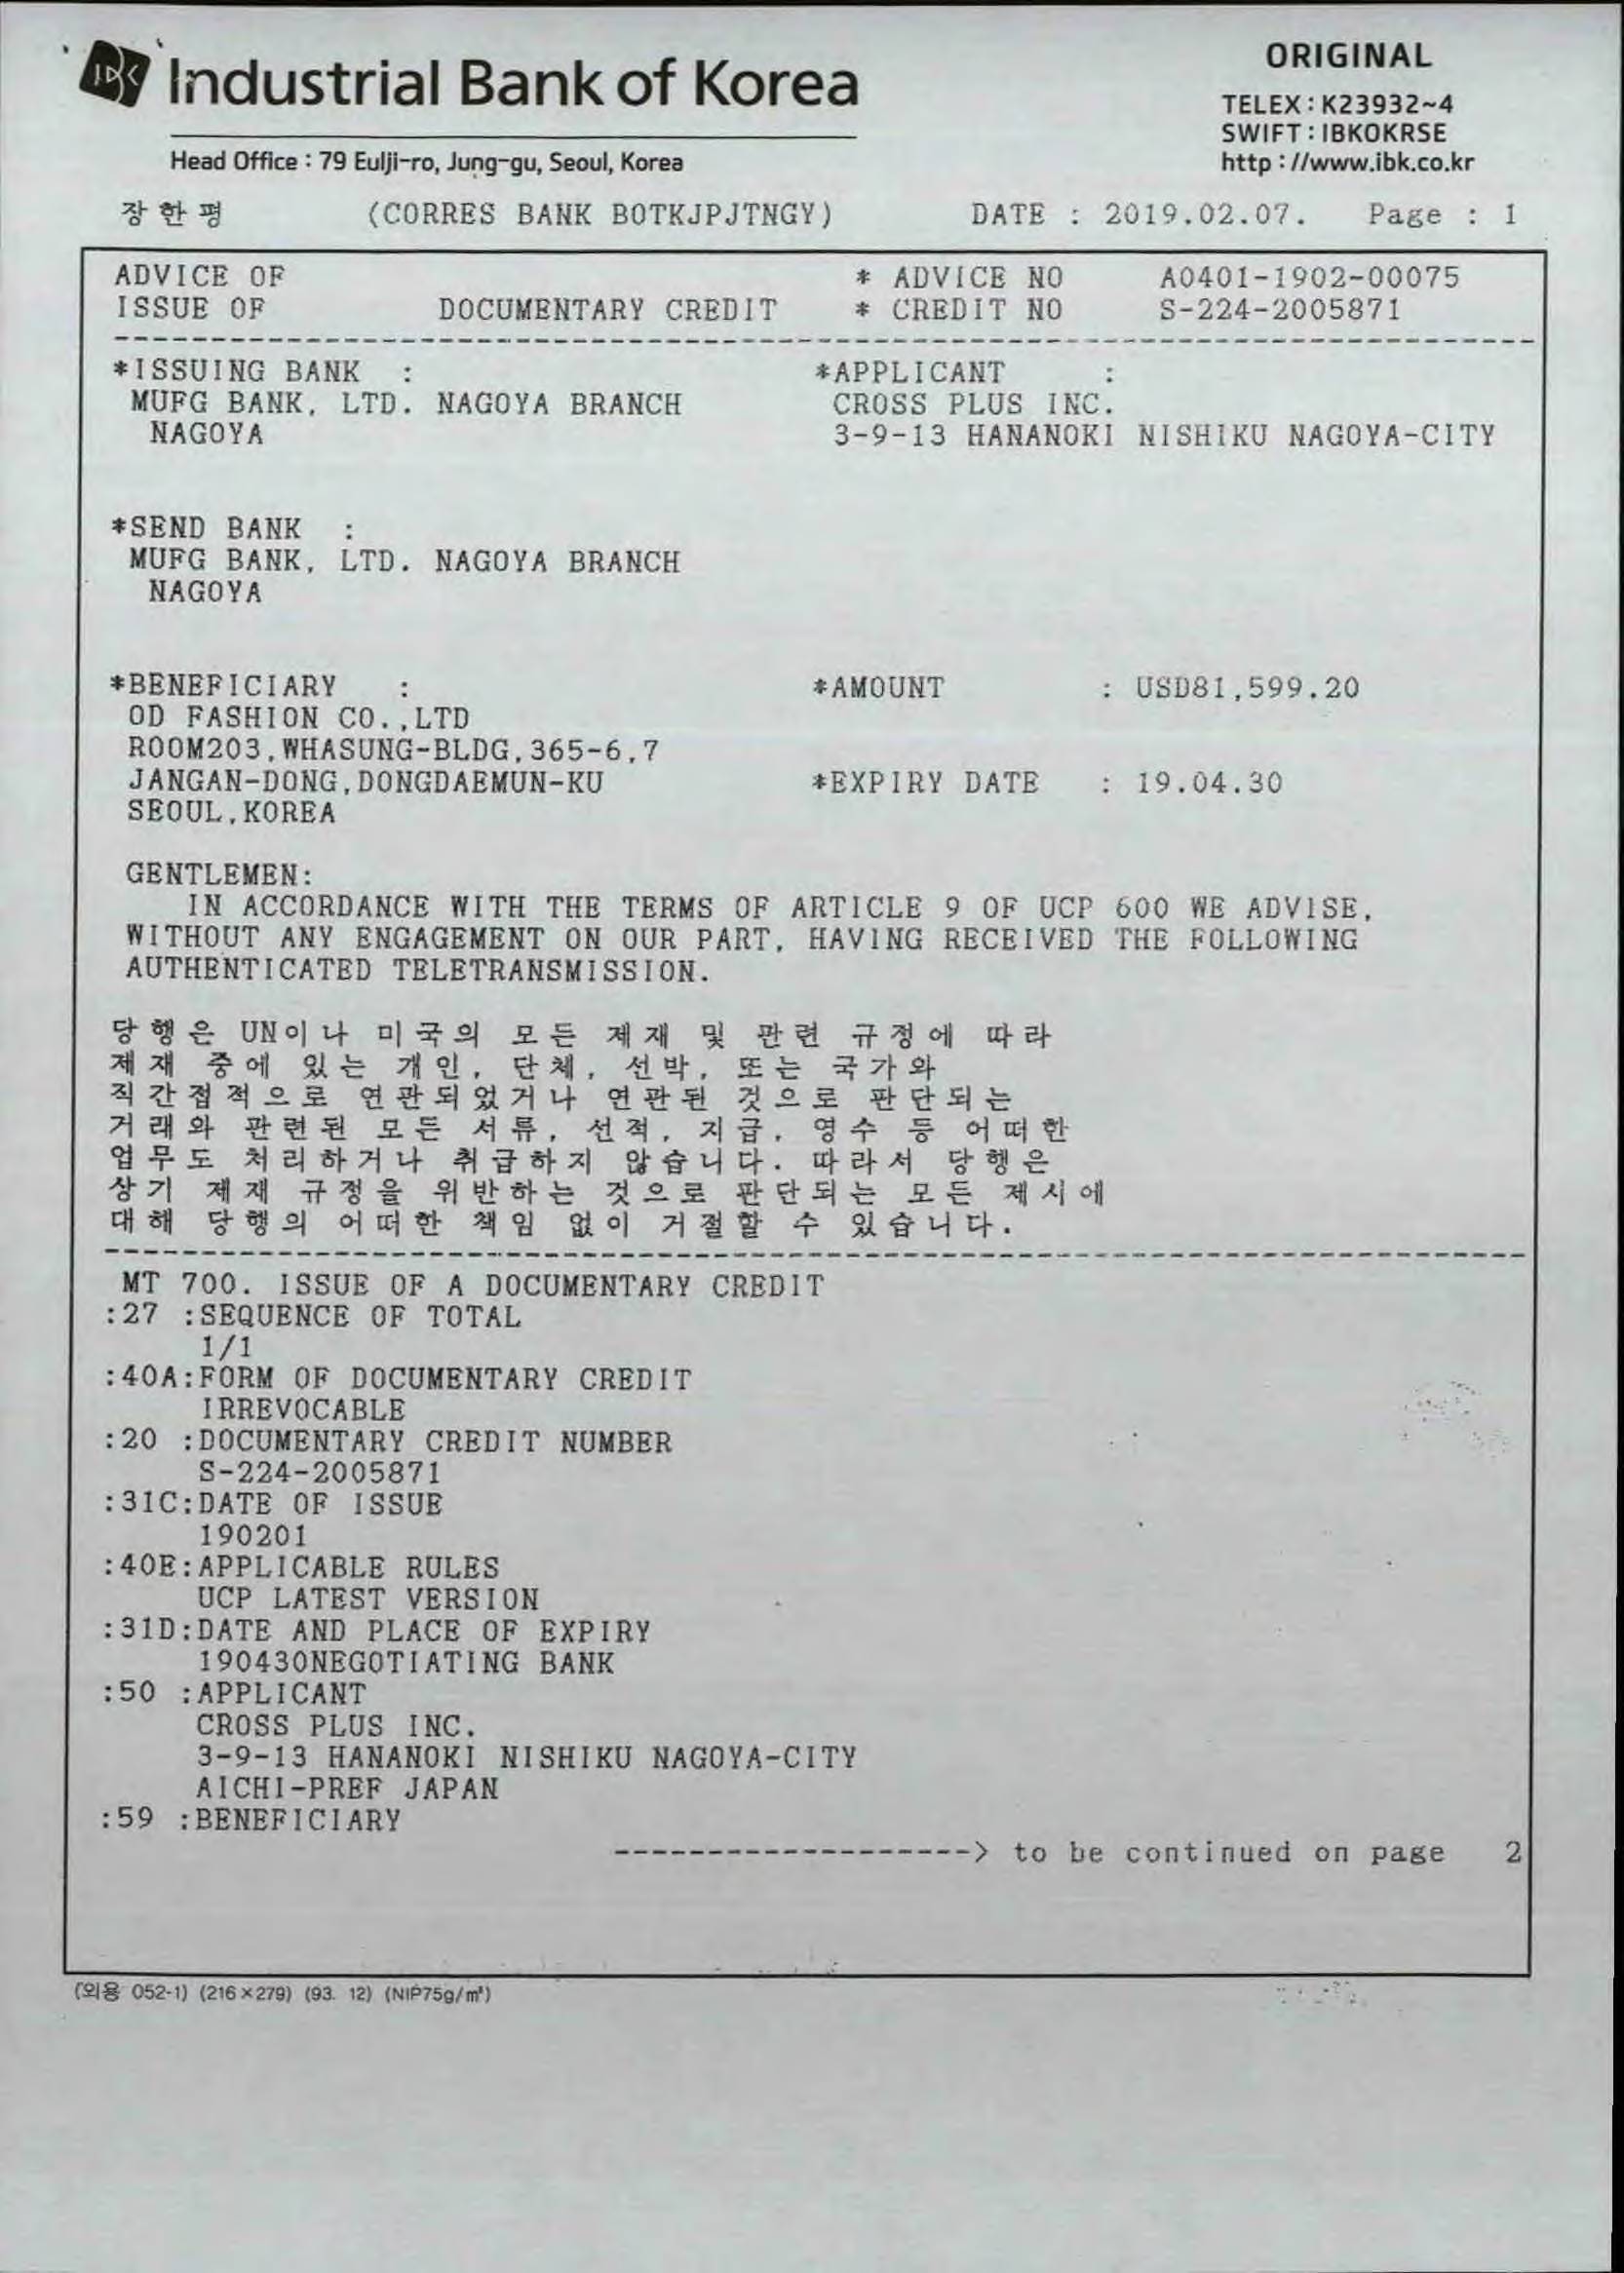 IBK Industrial Bank of Korea
ORIGINAL
TELEX : K23932~4
SWIFT : IBKOKRSE
http : //www.ibk.co.kr
Head Office : 79 Eulji-ro, Jung-gu, Seoul, Korea
장한평 (CORRES BANK BOTKJPJTNGY) DATE : 2019.02.07. Page : 1
ADVICE OF * ADVICE NO A0401-1902-00075
ISSUE OF DOCUMENTARY CREDIT * CREDIT NO S-224-2005871
*ISSUING BANK : *APPLICANT :
MUFG BANK, LTD. NAGOYA BRANCH CROSS PLUS INC.
NAGOYA 3-9-13 HANANOKI NISHIKU NAGOYA-CITY
*SEND BANK :
MUFG BANK, LTD. NAGOYA BRANCH
NAGOYA
*BENEFICIARY : *AMOUNT : USD81,599.20
OD FASHION CO.,LTD
ROOM203,WHASUNG-BLDG,365-6,7
JANGAN-DONG,DONGDAEMUN-KU *EXPIRY DATE : 19.04.30
SEOUL,KOREA
GENTLEMEN:
IN ACCORDANCE WITH THE TERMS OF ARTICLE 9 OF UCP 600 WE ADVISE,
WITHOUT ANY ENGAGEMENT ON OUR PART, HAVING RECEIVED THE FOLLOWING
AUTHENTICATED TELETRANSMISSION.
당행은 UN이나 미국의 모든 제재 및 관련 규정에 따라
제재 중에 있는 개인, 단체, 선박, 또는 국가와
직간접적으로 연관되었거나 연관된 것으로 판단되는
거래와 관련된 모든 서류, 선적, 지급, 영수 등 어떠한
업무도 처리하거나 취급하지 않습니다. 따라서 당행은
상기 제재 규정을 위반하는 것으로 판단되는 모든 제시에
대해 당행의 어떠한 책임 없이 거절할 수 있습니다.
MT 700. ISSUE OF A DOCUMENTARY CREDIT
:27 :SEQUENCE OF TOTAL
1/1
:40A:FORM OF DOCUMENTARY CREDIT
IRREVOCABLE
:20 :DOCUMENTARY CREDIT NUMBER
S-224-2005871
:31C:DATE OF ISSUE
190201
:40E:APPLICABLE RULES
UCP LATEST VERSION
:31D:DATE AND PLACE OF EXPIRY
190430NEGOTIATING BANK
:50 :APPLICANT
CROSS PLUS INC.
3-9-13 HANANOKI NISHIKU NAGOYA-CITY
AICHI-PREF JAPAN
:59 :BENEFICIARY
-------------------> to be continued on page 2
(외용 052-1) (216×279) (93. 12) (NIP75g/㎡)